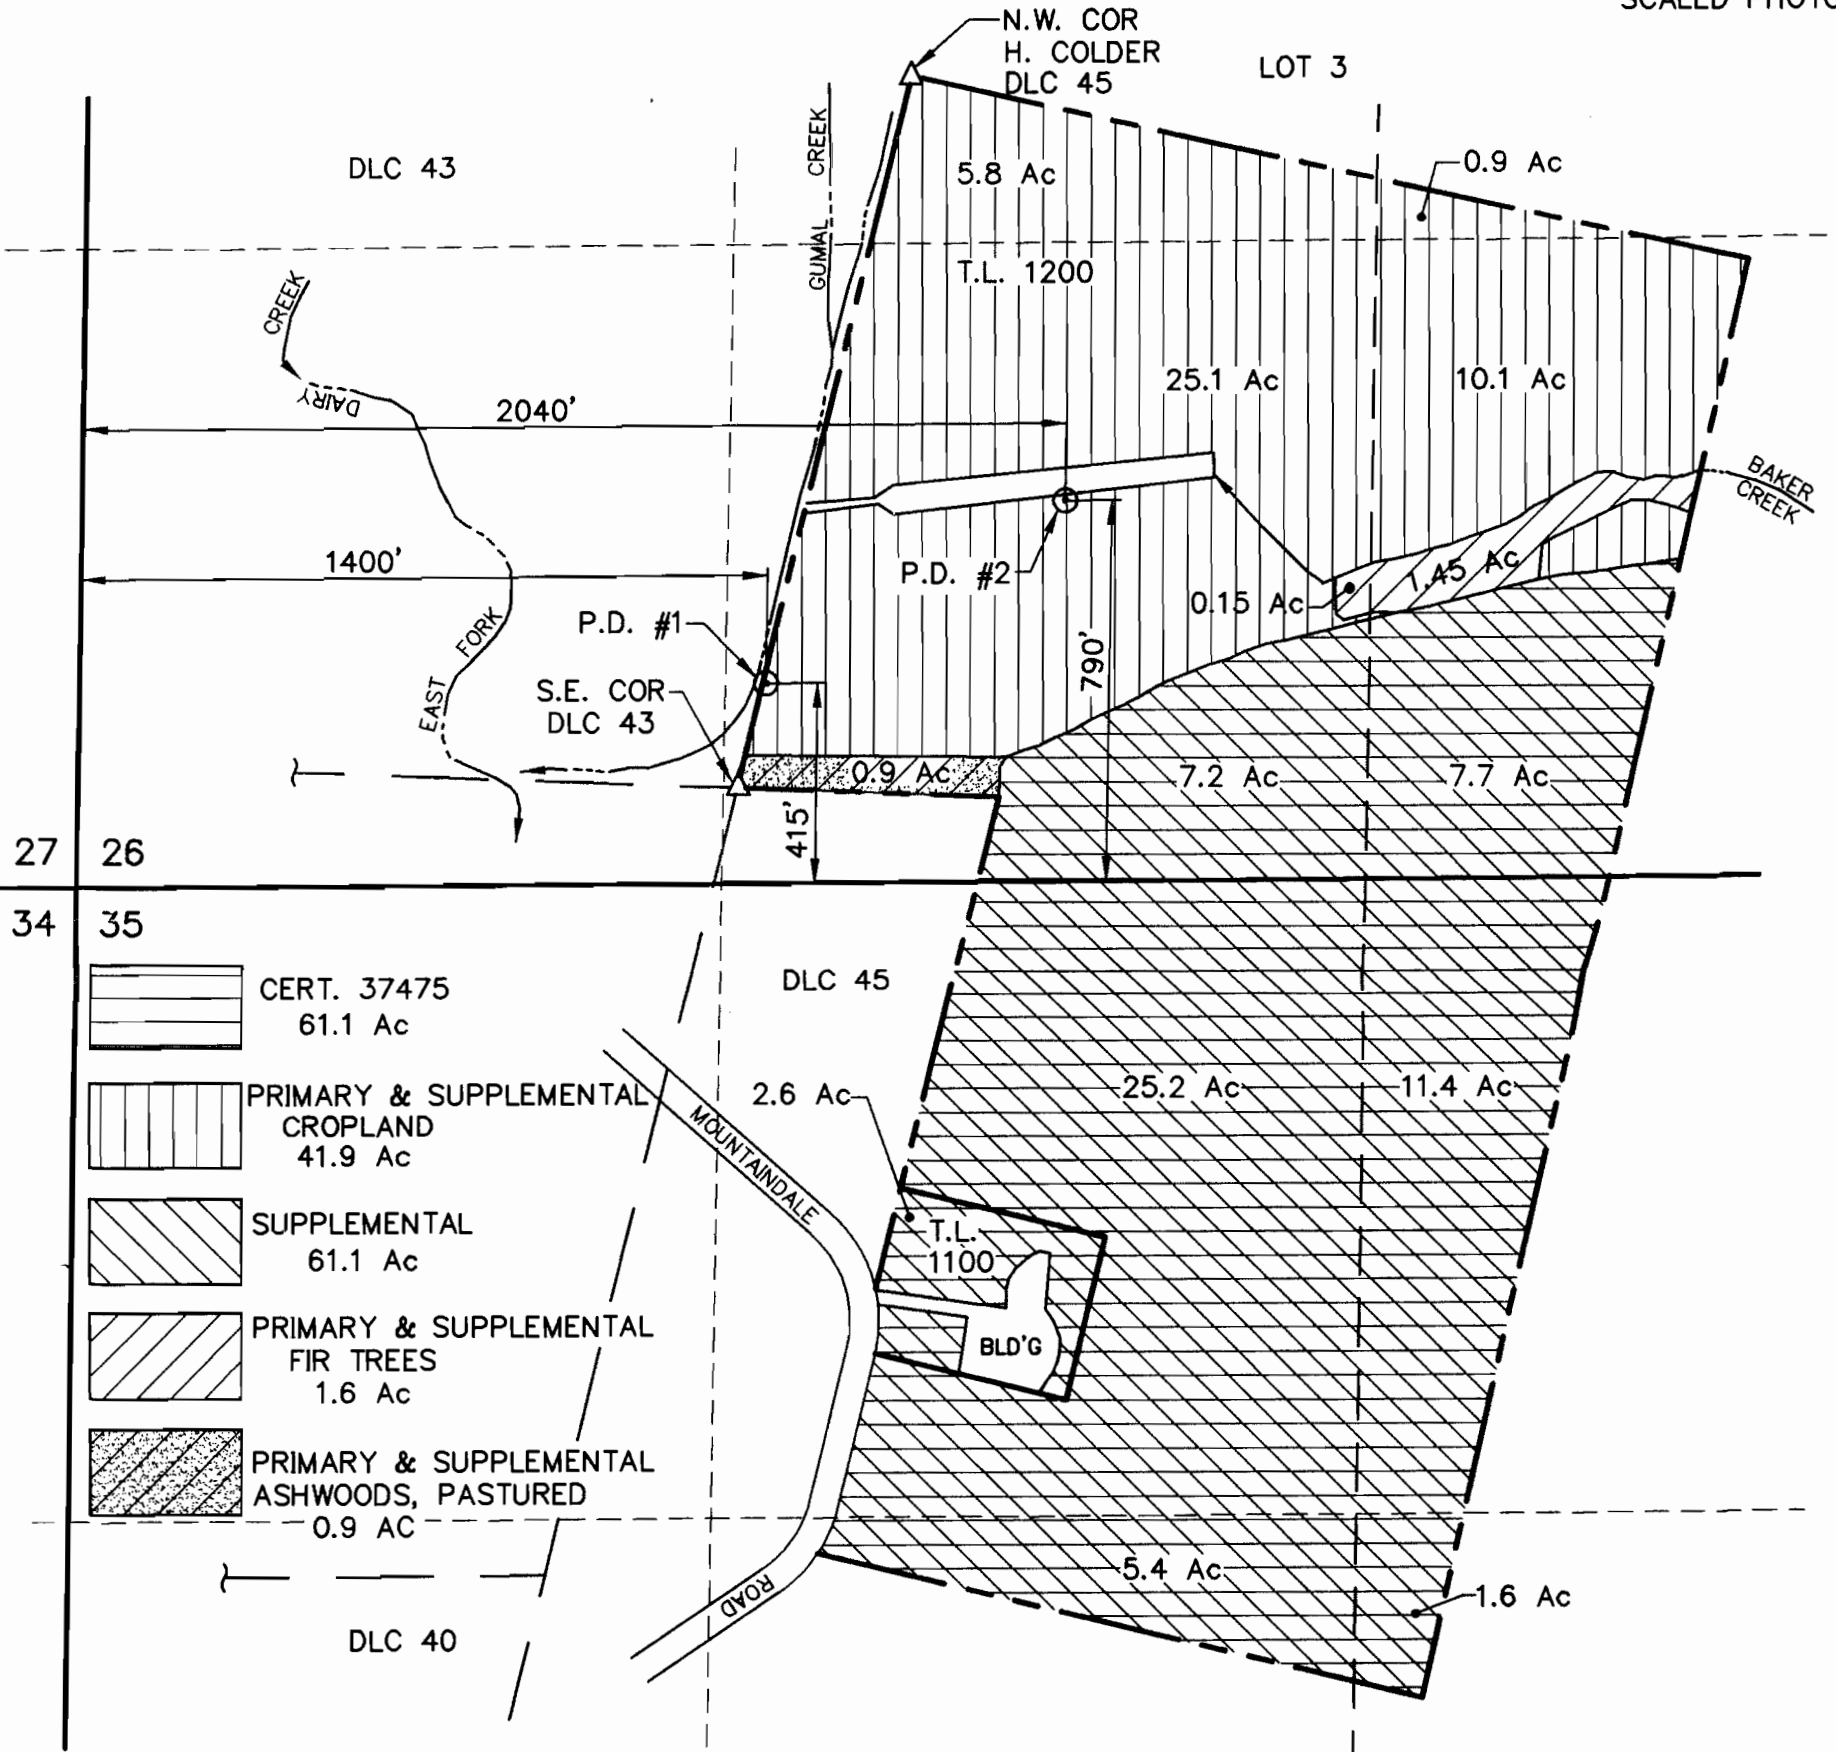 SCALED PHOTO
N.W. COR
H. COLDER
DLC 45
LOT 3
DLC 43
GUMAL CREEK
5.8 Ac
0.9 Ac
T.L. 1200
CREEK
DAIRY
25.1 Ac
10.1 Ac
2040'
BAKER
CREEK
1400'
P.D. #2
1.45 Ac
0.15 Ac
P.D. #1
FORK
EAST
790'
S.E. COR
DLC 43
0.9 Ac
7.2 Ac
7.7 Ac
415'
27 26
34 35
DLC 45
CERT. 37475
61.1 Ac
PRIMARY & SUPPLEMENTAL
CROPLAND
41.9 Ac
2.6 Ac
25.2 Ac
11.4 Ac
MOUNTAINDALE
SUPPLEMENTAL
61.1 Ac
T.L.
1100
PRIMARY & SUPPLEMENTAL
FIR TREES
1.6 Ac
BLD'G
PRIMARY & SUPPLEMENTAL
ASHWOODS, PASTURED
0.9 AC
5.4 Ac
1.6 Ac
ROAD
DLC 40